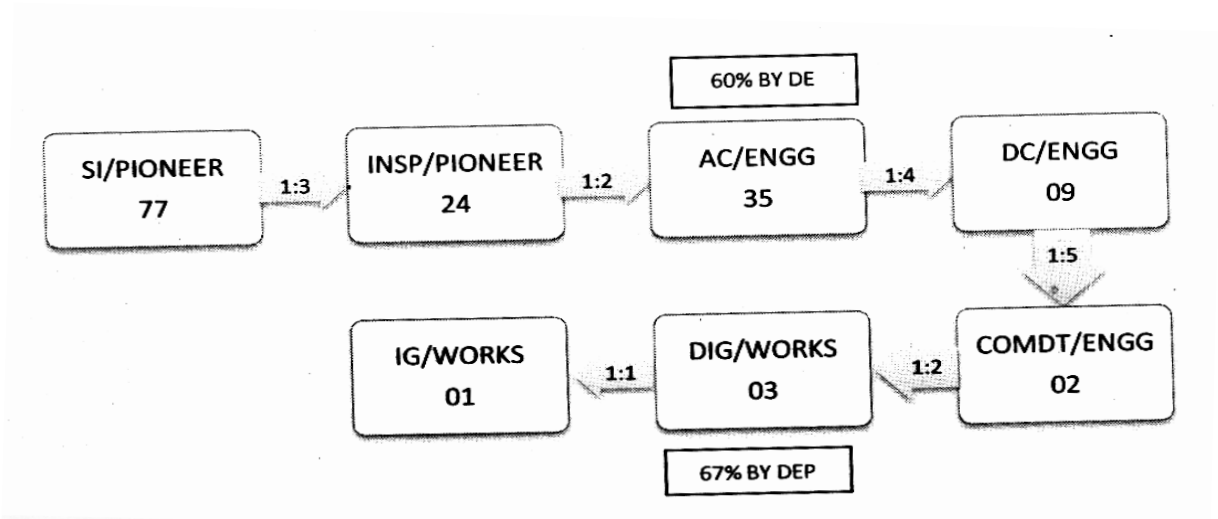 60% BY DE
SI/PIONEER
77
1:3
INSP/PIONEER
24
1:2
AC/ENGG
35
1:4
DC/ENGG
09
1:5
COMDT/ENGG
02
1:2
DIG/WORKS
03
1:1
IG/WORKS
01
67% BY DEP